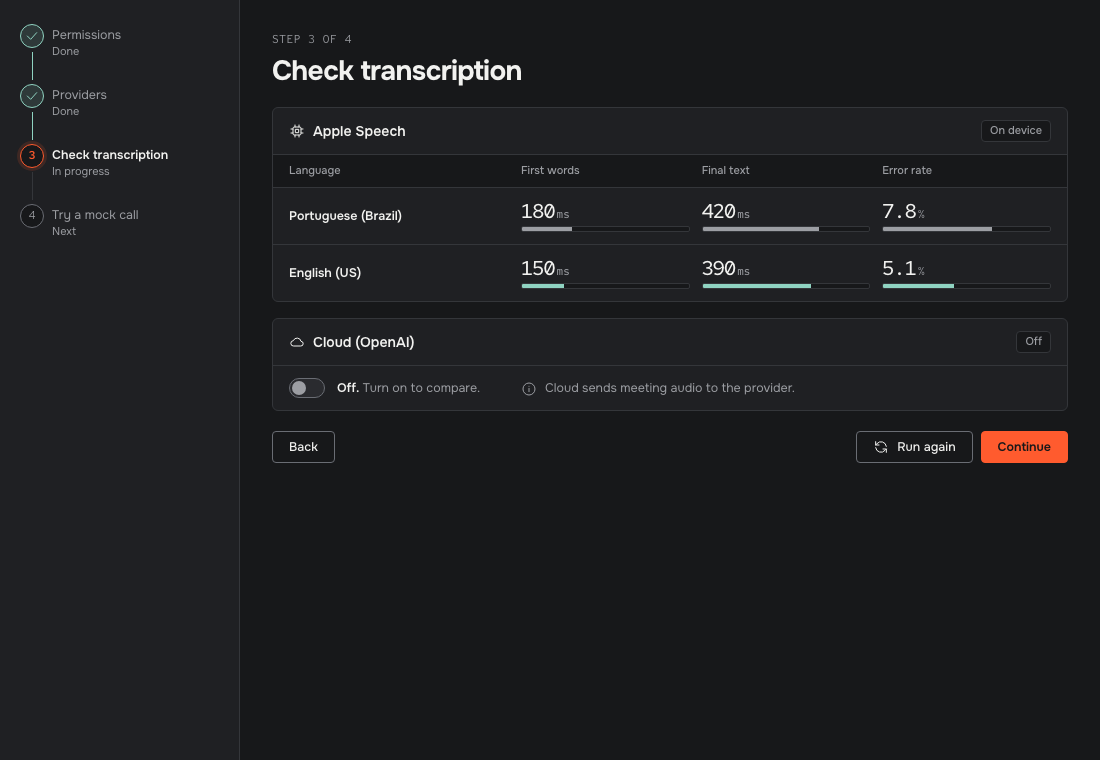 Permissions
Done
Providers
Done
3
Check transcription
In progress
4
Try a mock call
Next
STEP 3 OF 4
Check transcription
Apple Speech
On device
Language First words Final text Error rate
Portuguese (Brazil) 180ms 420ms 7.8%
English (US) 150ms 390ms 5.1%
Cloud (OpenAI)
Off
Off. Turn on to compare.
Cloud sends meeting audio to the provider.
Back
Run again
Continue